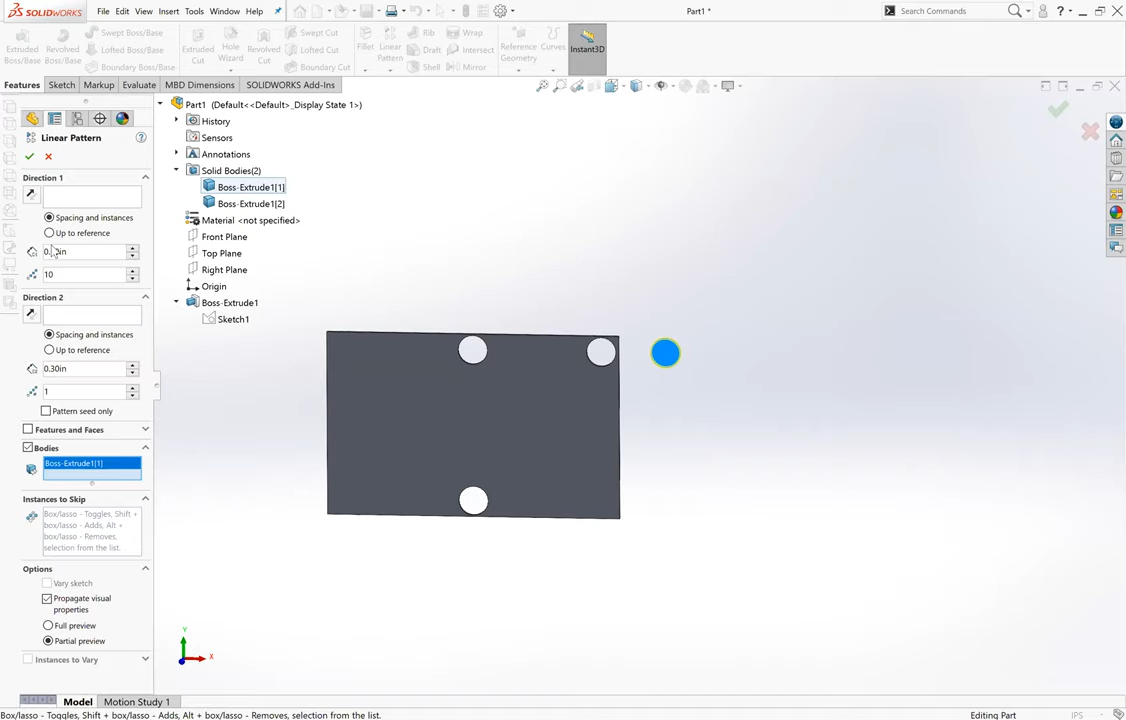 SOLIDWORKS
File Edit View Insert Tools Window Help
Part1 *
Search Commands
?
Extruded Boss/Base
Revolved Boss/Base
Swept Boss/Base
Lofted Boss/Base
Boundary Boss/Base
Extruded Cut
Hole Wizard
Revolved Cut
Swept Cut
Lofted Cut
Boundary Cut
Fillet
Linear Pattern
Rib
Draft
Shell
Wrap
Intersect
Mirror
Reference Geometry
Curves
Instant3D
Features Sketch Markup Evaluate MBD Dimensions SOLIDWORKS Add-Ins
Part1 (Default<<Default>_Display State 1>)
History
Sensors
Annotations
Solid Bodies(2)
Boss-Extrude1[1]
Boss-Extrude1[2]
Material <not specified>
Front Plane
Top Plane
Right Plane
Origin
Boss-Extrude1
Sketch1
Linear Pattern
Direction 1
Spacing and instances
Up to reference
10
Direction 2
Spacing and instances
Up to reference
0.30in
1
Pattern seed only
Features and Faces
Bodies
Boss-Extrude1[1]
Instances to Skip
Box/lasso - Toggles, Shift +
box/lasso - Adds, Alt +
box/lasso - Removes,
selection from the list.
Options
Vary sketch
Propagate visual
properties
Full preview
Partial preview
Instances to Vary
Y
X
Model Motion Study 1
Box/lasso - Toggles, Shift + box/lasso - Adds, Alt + box/lasso - Removes, selection from the list.
Editing Part
IPS